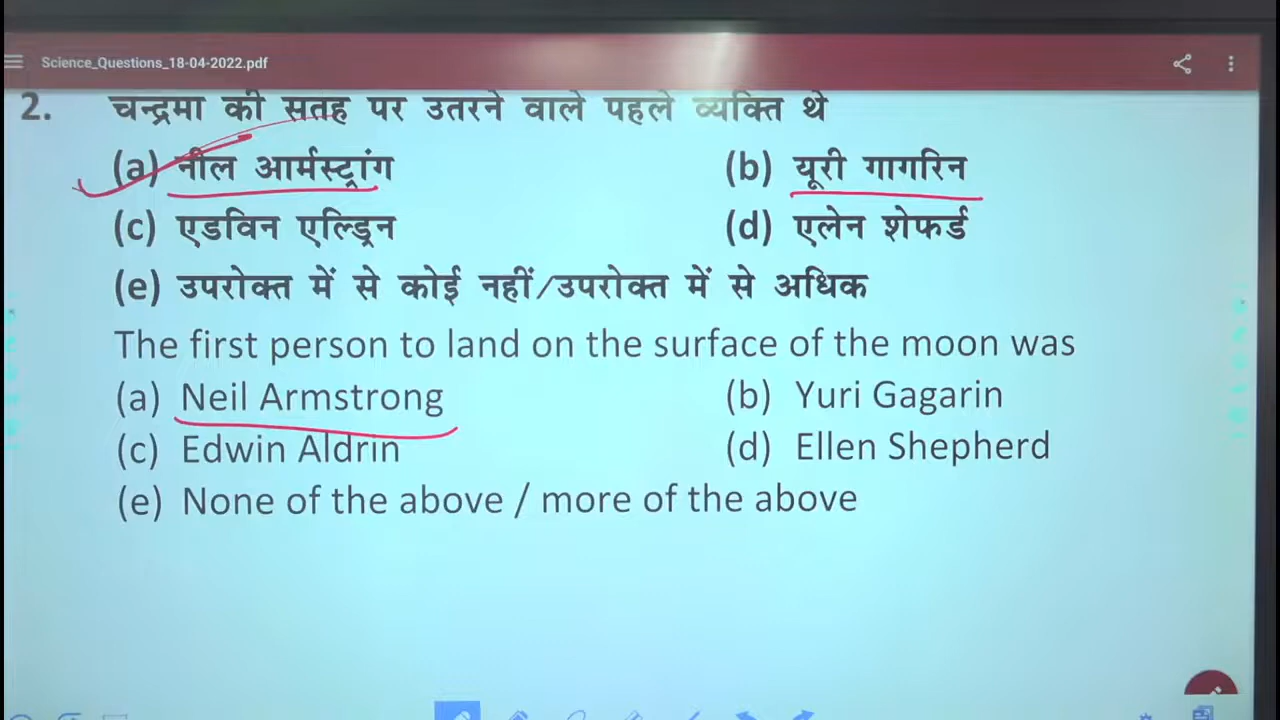 Science_Questions_18-04-2022.pdf
2. चन्द्रमा की सतह पर उतरने वाले पहले व्यक्ति थे
(a) नील आर्मस्ट्रांग (b) यूरी गागरिन
(c) एडविन एल्ड्रिन (d) एलेन शेफर्ड
(e) उपरोक्त में से कोई नहीं/उपरोक्त में से अधिक
The first person to land on the surface of the moon was
(a) Neil Armstrong (b) Yuri Gagarin
(c) Edwin Aldrin (d) Ellen Shepherd
(e) None of the above / more of the above